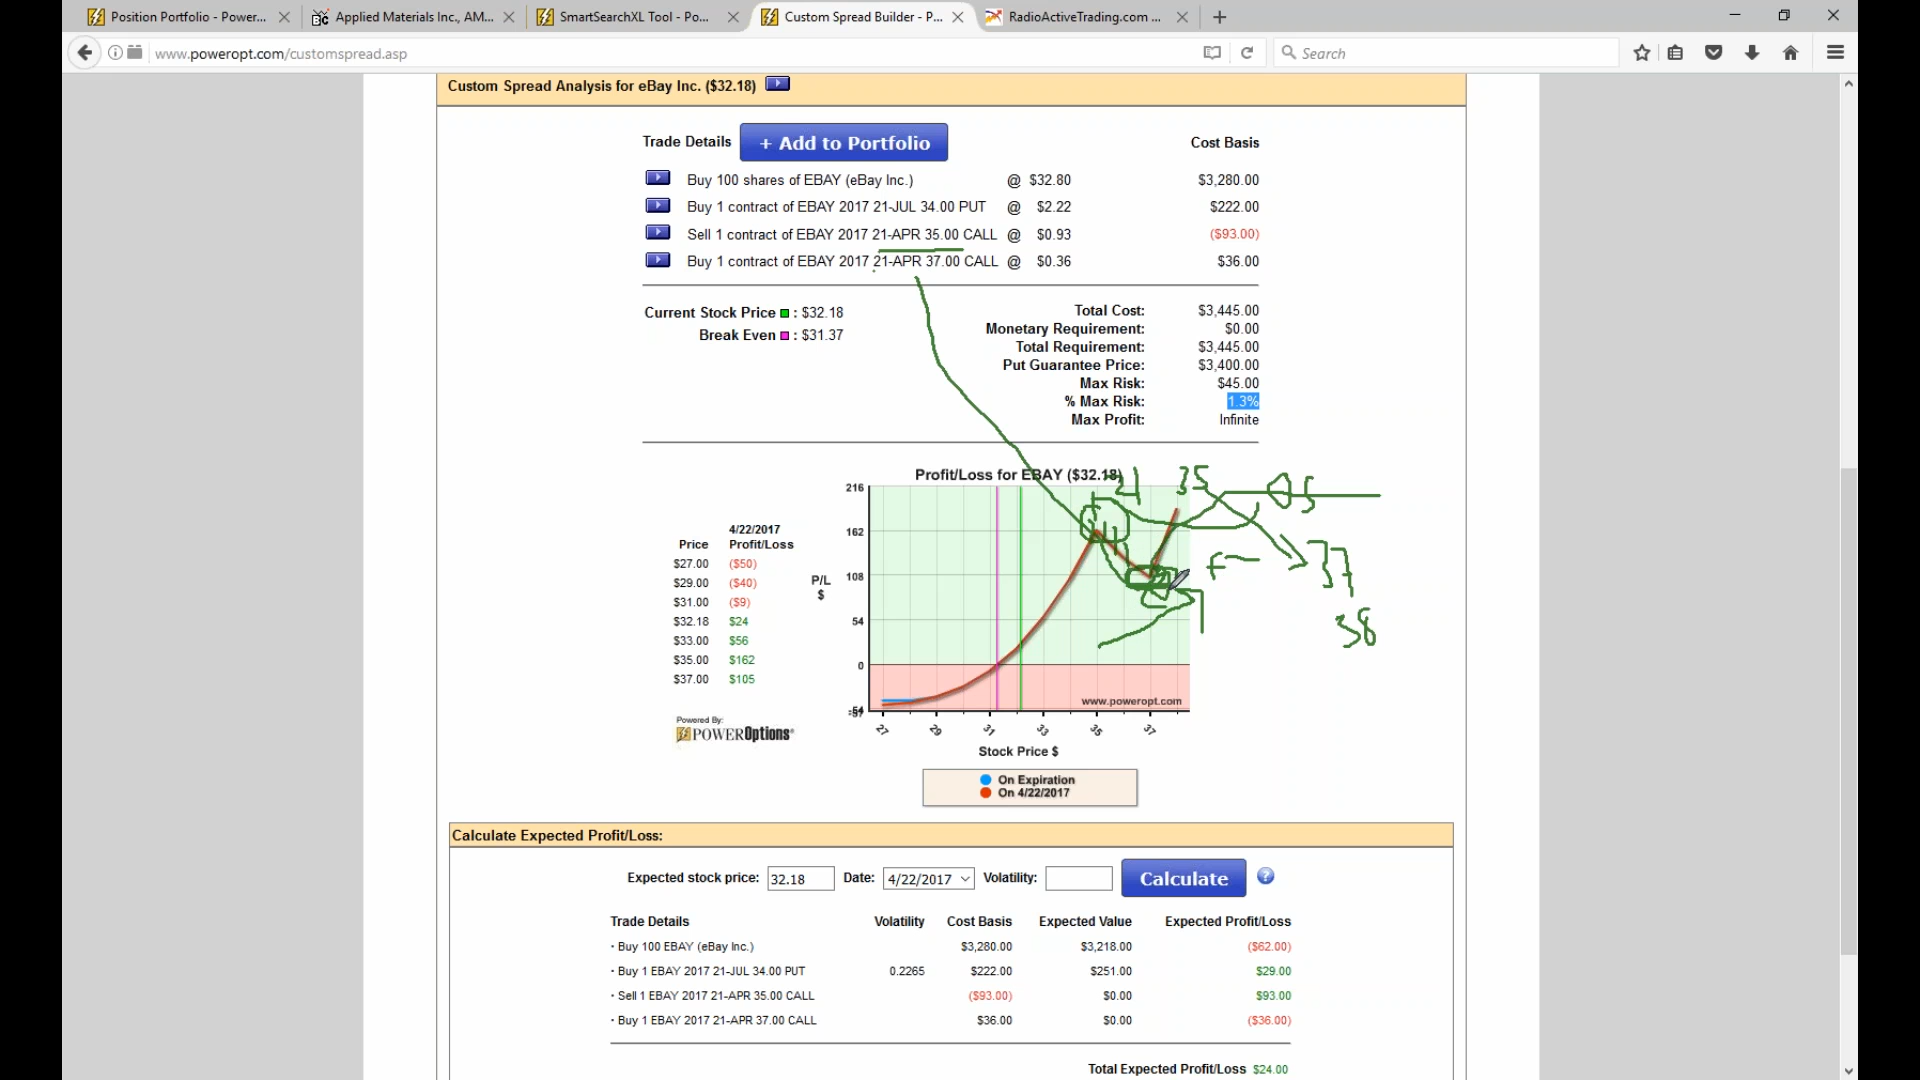 Position Portfolio - Power...
Applied Materials Inc., AM...
SmartSearchXL Tool - Po...
Custom Spread Builder - P...
RadioActiveTrading.com ...
www.poweropt.com/customspread.asp
Search
Custom Spread Analysis for eBay Inc. ($32.18)
Trade Details + Add to Portfolio Cost Basis
Buy 100 shares of EBAY (eBay Inc.) @ $32.80 $3,280.00
Buy 1 contract of EBAY 2017 21-JUL 34.00 PUT @ $2.22 $222.00
Sell 1 contract of EBAY 2017 21-APR 35.00 CALL @ $0.93 ($93.00)
Buy 1 contract of EBAY 2017 21-APR 37.00 CALL @ $0.36 $36.00
Current Stock Price : $32.18
Break Even : $31.37
Total Cost: $3,445.00
Monetary Requirement: $0.00
Total Requirement: $3,445.00
Put Guarantee Price: $3,400.00
Max Risk: $45.00
% Max Risk: 1.3%
Max Profit: Infinite
Profit/Loss for EBAY ($32.18)
35
37
38
216
162
108
54
0
-54
P/L
$
4/22/2017
Price Profit/Loss
$27.00 ($50)
$29.00 ($40)
$31.00 ($9)
$32.18 $24
$33.00 $56
$35.00 $162
$37.00 $105
Powered By:
POWEROptions
www.poweropt.com
27 29 31 33 35 37
Stock Price $
On Expiration
On 4/22/2017
Calculate Expected Profit/Loss:
Expected stock price: 32.18 Date: 4/22/2017 Volatility: Calculate ?
Trade Details Volatility Cost Basis Expected Value Expected Profit/Loss
· Buy 100 EBAY (eBay Inc.) $3,280.00 $3,218.00 ($62.00)
· Buy 1 EBAY 2017 21-JUL 34.00 PUT 0.2265 $222.00 $251.00 $29.00
· Sell 1 EBAY 2017 21-APR 35.00 CALL ($93.00) $0.00 $93.00
· Buy 1 EBAY 2017 21-APR 37.00 CALL $36.00 $0.00 ($36.00)
Total Expected Profit/Loss $24.00